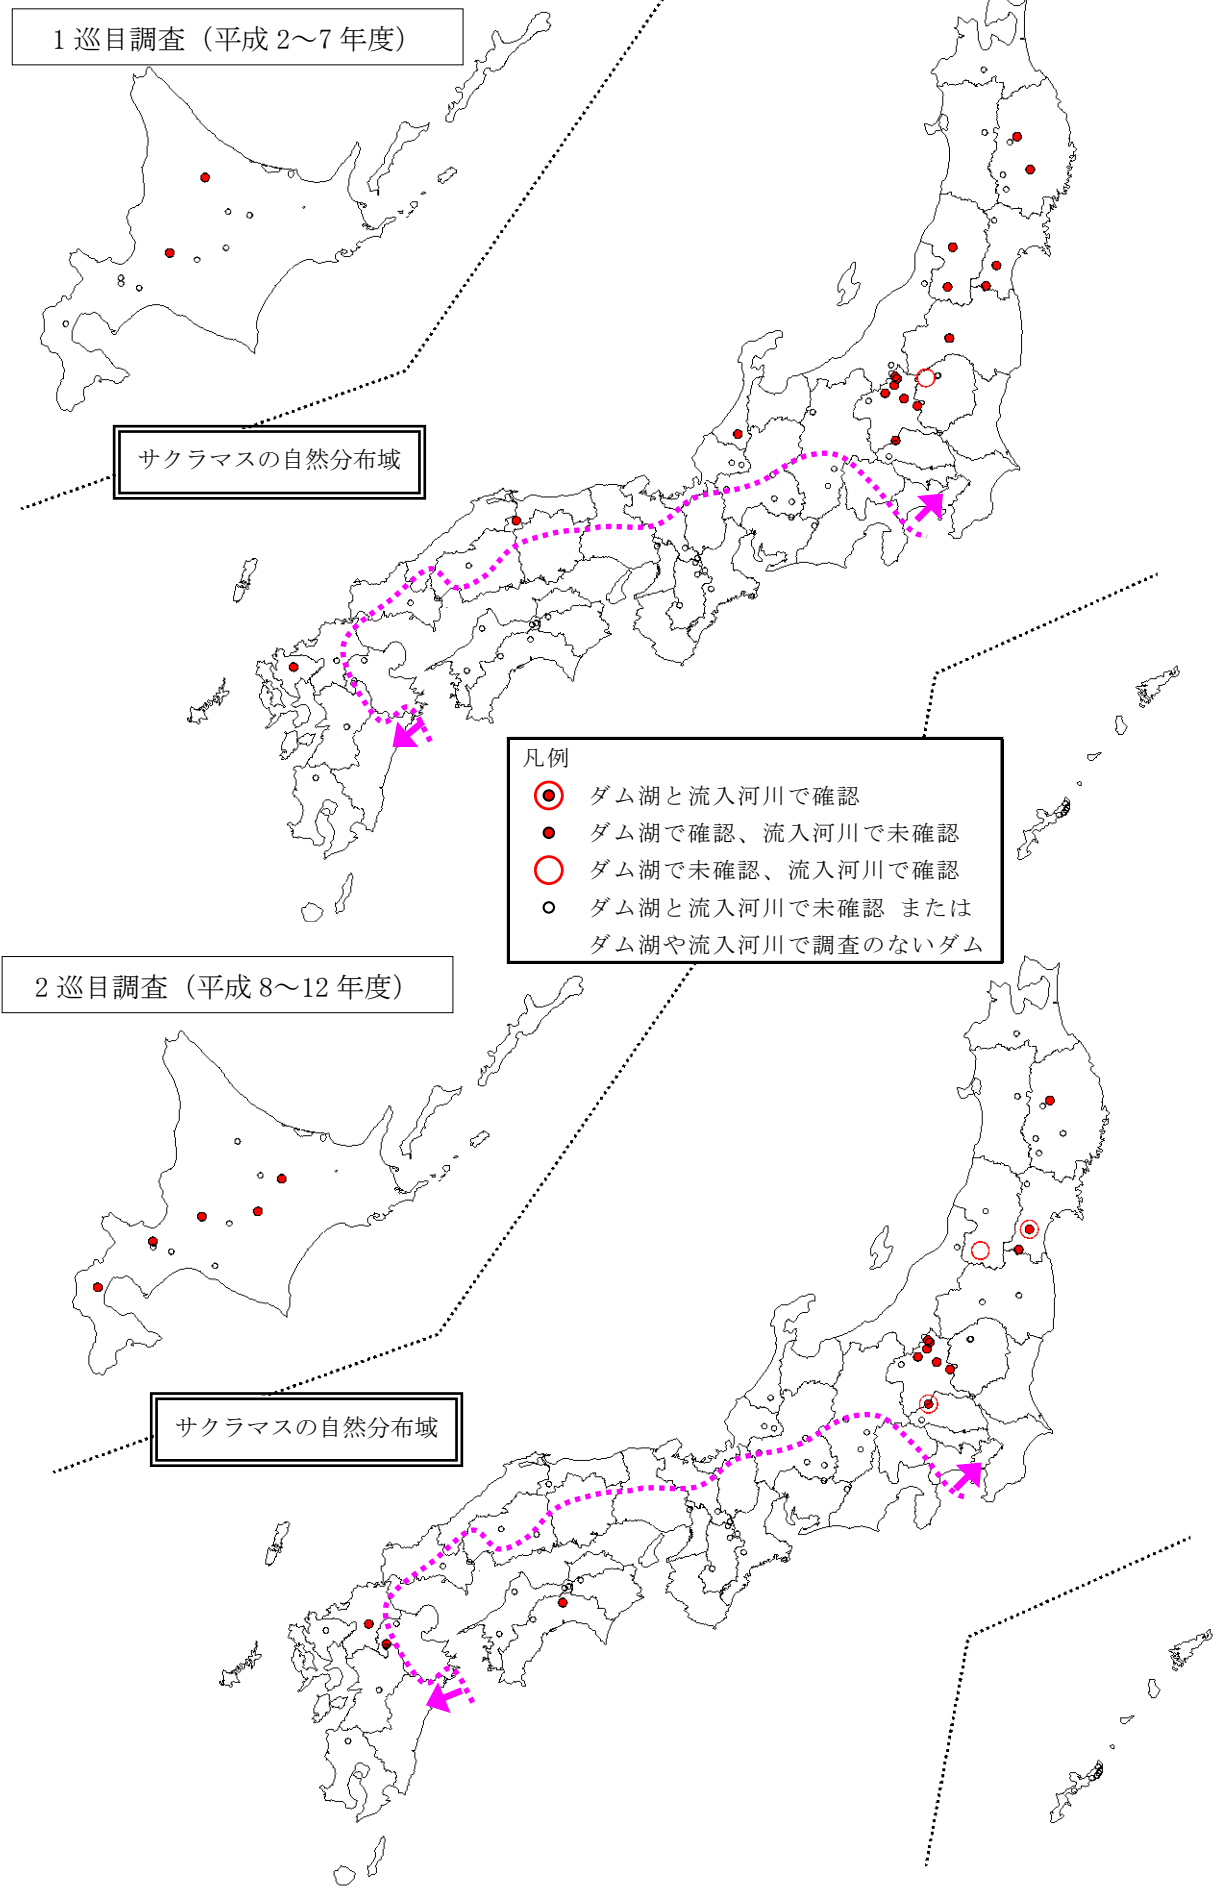 1 巡目調査（平成 2～7 年度）
サクラマスの自然分布域
凡例
ダム湖と流入河川で確認
ダム湖で確認、流入河川で未確認
ダム湖で未確認、流入河川で確認
ダム湖と流入河川で未確認 または
ダム湖や流入河川で調査のないダム
2 巡目調査（平成 8～12 年度）
サクラマスの自然分布域